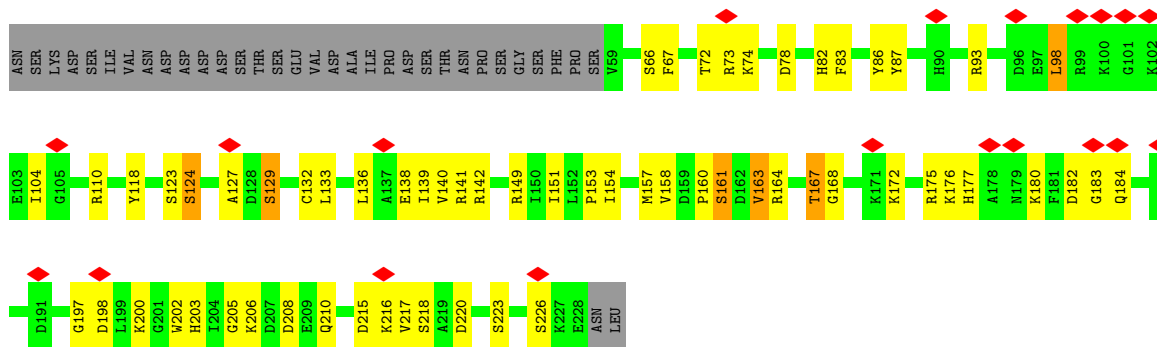 ASN SER LYS ASP SER ILE VAL ASN ASP ASP ASP ASP SER THR SER GLU VAL ASP ALA ILE PRO ASP SER THR ASN PRO SER GLY SER PHE PRO SER V59 S66 F67 T72 R73 K74 D78 H82 F83 Y86 Y87 H90 R93 D96 E97 L98 R99 K100 G101 K102
E103 I104 G105 R110 Y118 S123 S124 A127 D128 S129 C132 L133 L136 A137 E138 I139 V140 R141 R142 R149 I150 I151 L152 P153 I154 M157 V158 D159 P160 S161 D162 V163 R164 T167 G168 K171 K172 R175 K176 H177 A178 N179 K180 F181 D182 G183 Q184
D191 G197 D198 L199 K200 G201 W202 H203 I204 G205 K206 D207 D208 E209 Q210 D215 K216 V217 S218 A219 D220 S223 S226 K227 E228 ASN LEU